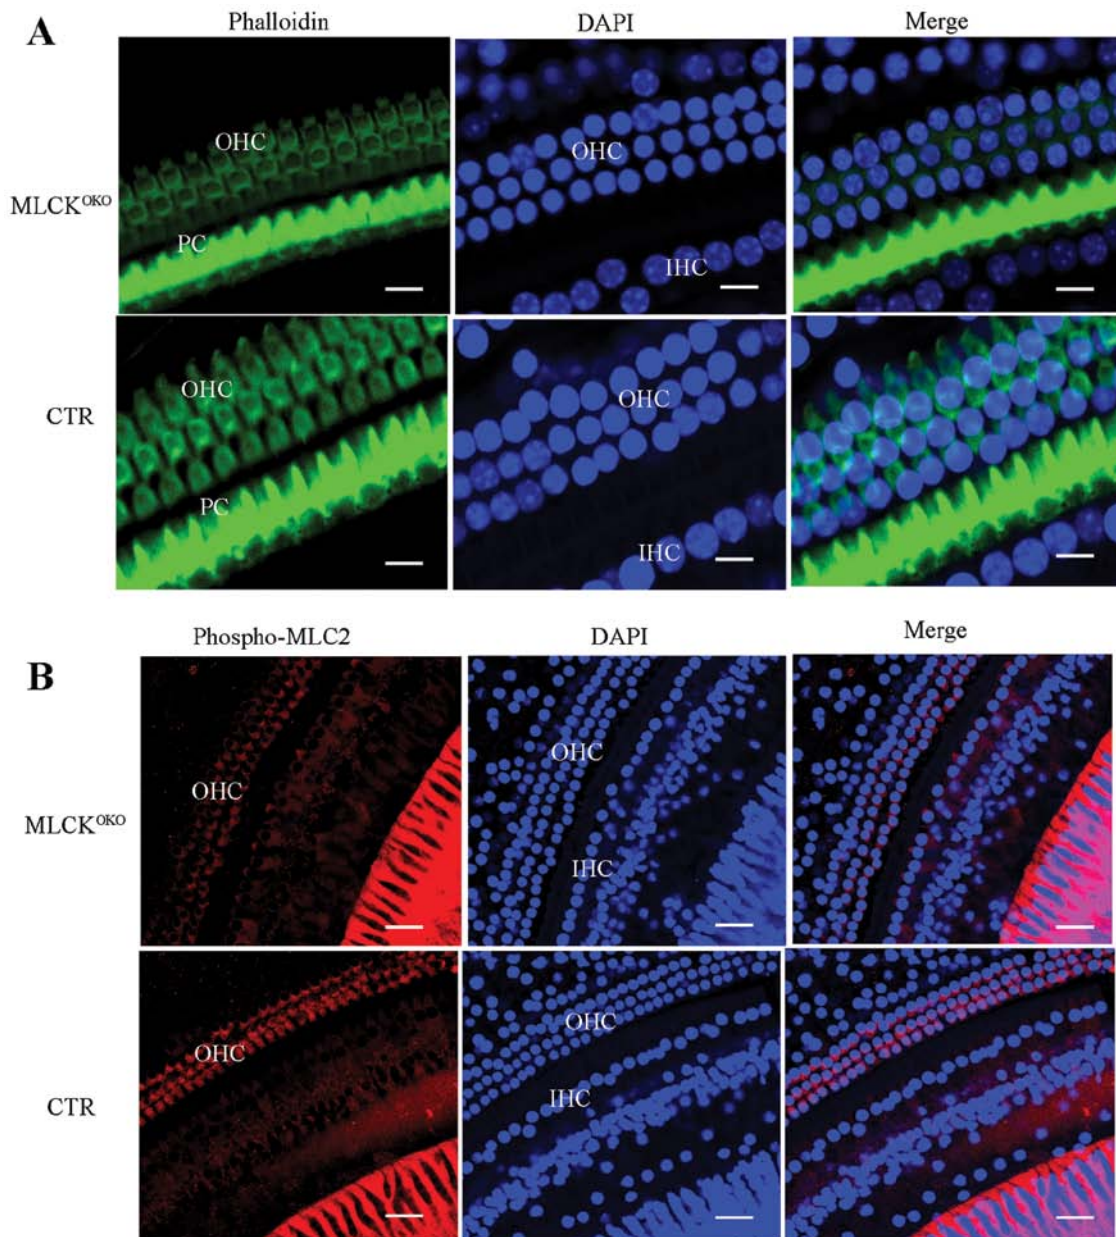 A
Phalloidin DAPI Merge
MLCK^OKO
OHC OHC
PC IHC
CTR
OHC OHC
PC IHC
B
Phospho-MLC2 DAPI Merge
MLCK^OKO
OHC OHC
IHC
CTR
OHC OHC
IHC